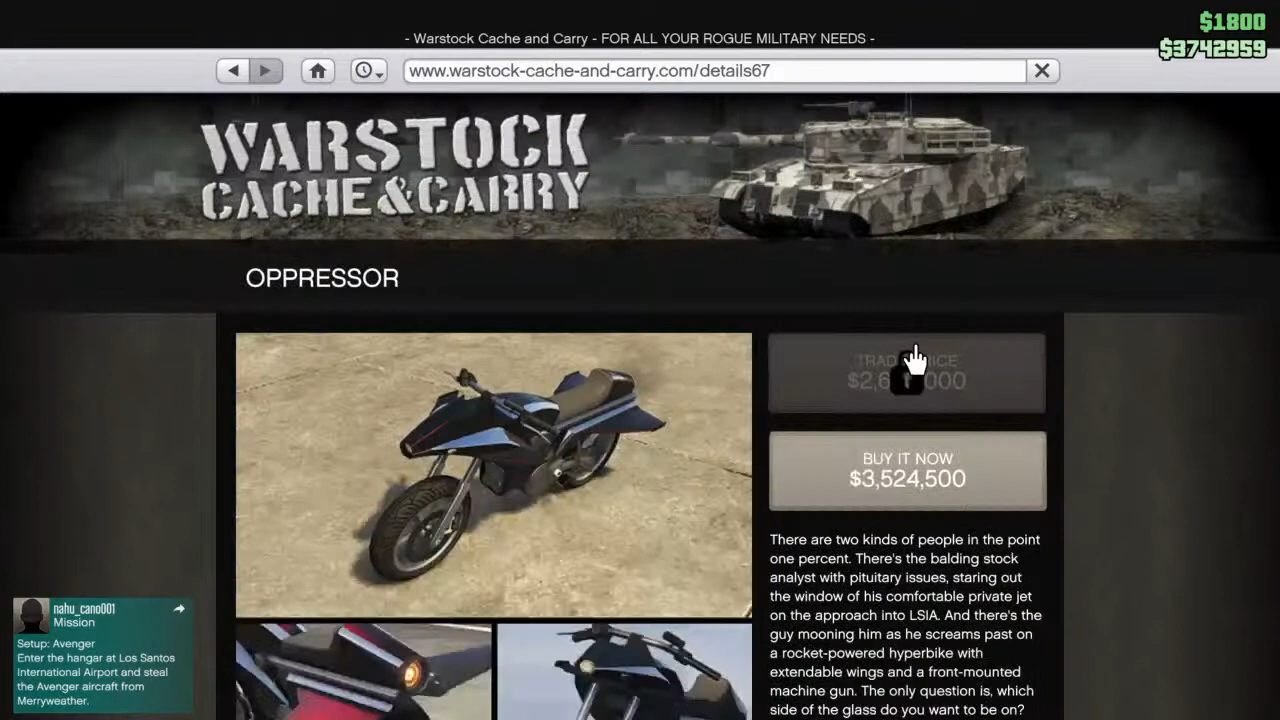 $1800
$3742959
- Warstock Cache and Carry - FOR ALL YOUR ROGUE MILITARY NEEDS -
www.warstock-cache-and-carry.com/details67
WARSTOCK
CACHE&CARRY
OPPRESSOR
BUY IT NOW
$3,524,500
There are two kinds of people in the point
one percent. There's the balding stock
analyst with pituitary issues, staring out
the window of his comfortable private jet
on the approach into LSIA. And there's the
guy mooning him as he screams past on
a rocket-powered hyperbike with
extendable wings and a front-mounted
machine gun. The only question is, which
side of the glass do you want to be on?
nahu_cano001
Mission
Setup: Avenger
Enter the hangar at Los Santos
International Airport and steal
the Avenger aircraft from
Merryweather.